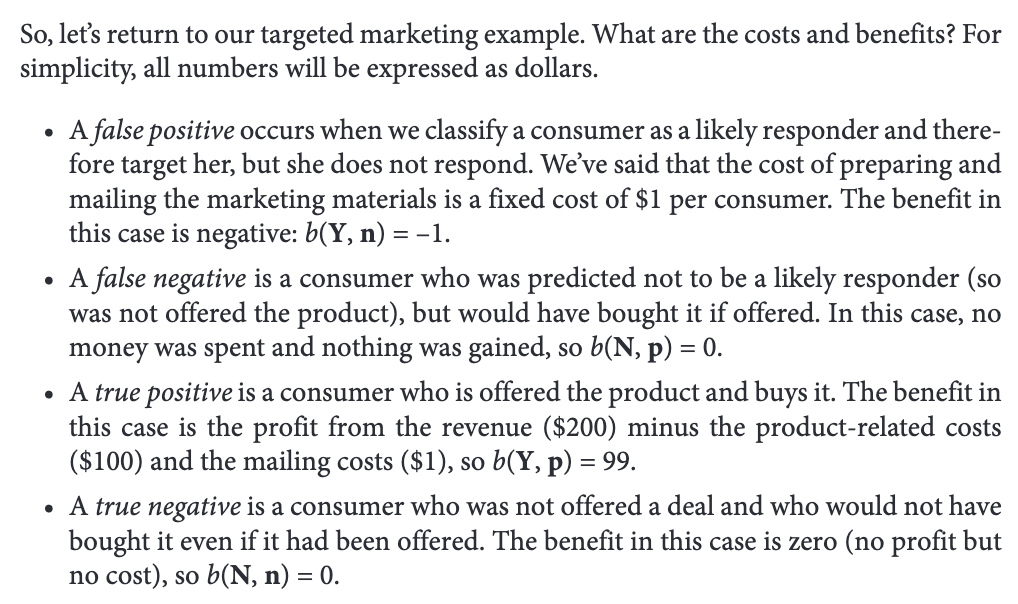 So, let’s return to our targeted marketing example. What are the costs and benefits? For
simplicity, all numbers will be expressed as dollars.
• A false positive occurs when we classify a consumer as a likely responder and there-
fore target her, but she does not respond. We’ve said that the cost of preparing and
mailing the marketing materials is a fixed cost of $1 per consumer. The benefit in
this case is negative: b(Y, n) = –1.
• A false negative is a consumer who was predicted not to be a likely responder (so
was not offered the product), but would have bought it if offered. In this case, no
money was spent and nothing was gained, so b(N, p) = 0.
• A true positive is a consumer who is offered the product and buys it. The benefit in
this case is the profit from the revenue ($200) minus the product-related costs
($100) and the mailing costs ($1), so b(Y, p) = 99.
• A true negative is a consumer who was not offered a deal and who would not have
bought it even if it had been offered. The benefit in this case is zero (no profit but
no cost), so b(N, n) = 0.